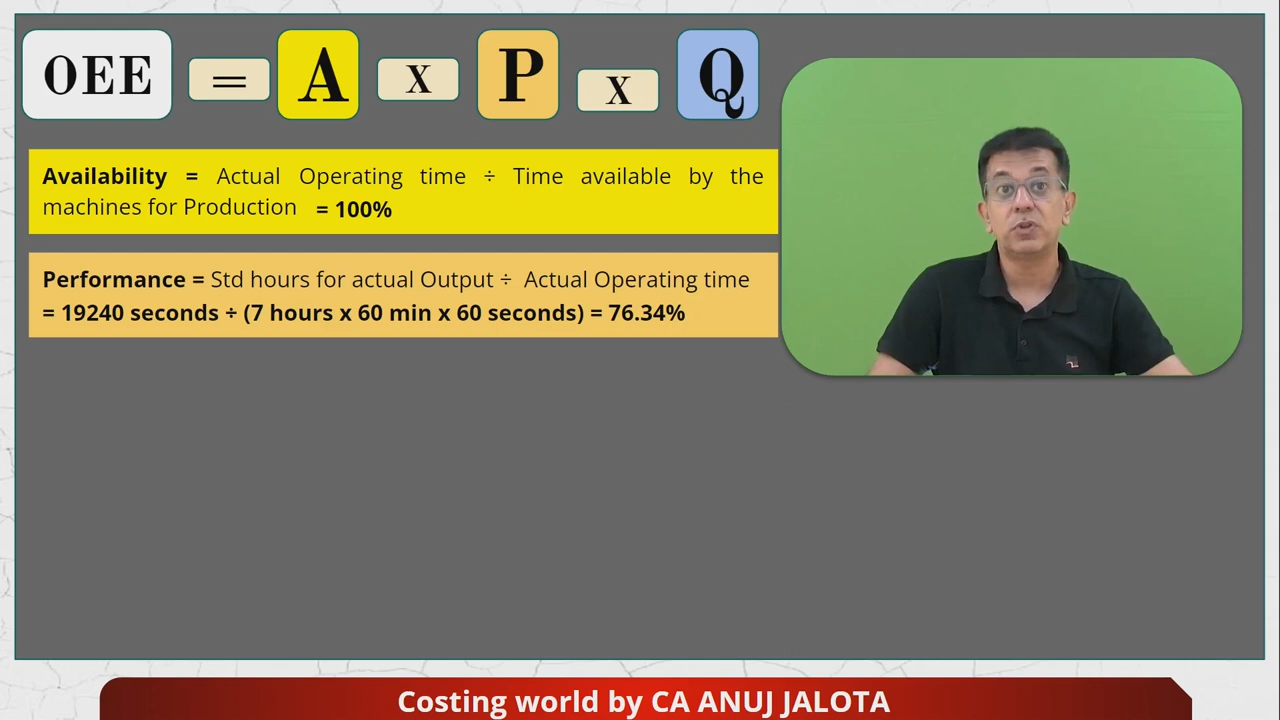 OEE = A X P X Q
Availability = Actual Operating time ÷ Time available by the
machines for Production = 100%
Performance = Std hours for actual Output ÷ Actual Operating time
= 19240 seconds ÷ (7 hours x 60 min x 60 seconds) = 76.34%
Costing world by CA ANUJ JALOTA